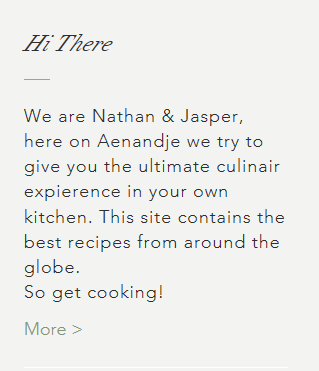 Hi There
We are Nathan & Jasper,
here on Aenandje we try to
give you the ultimate culinair
expierence in your own
kitchen. This site contains the
best recipes from around the
globe.
So get cooking!
More >